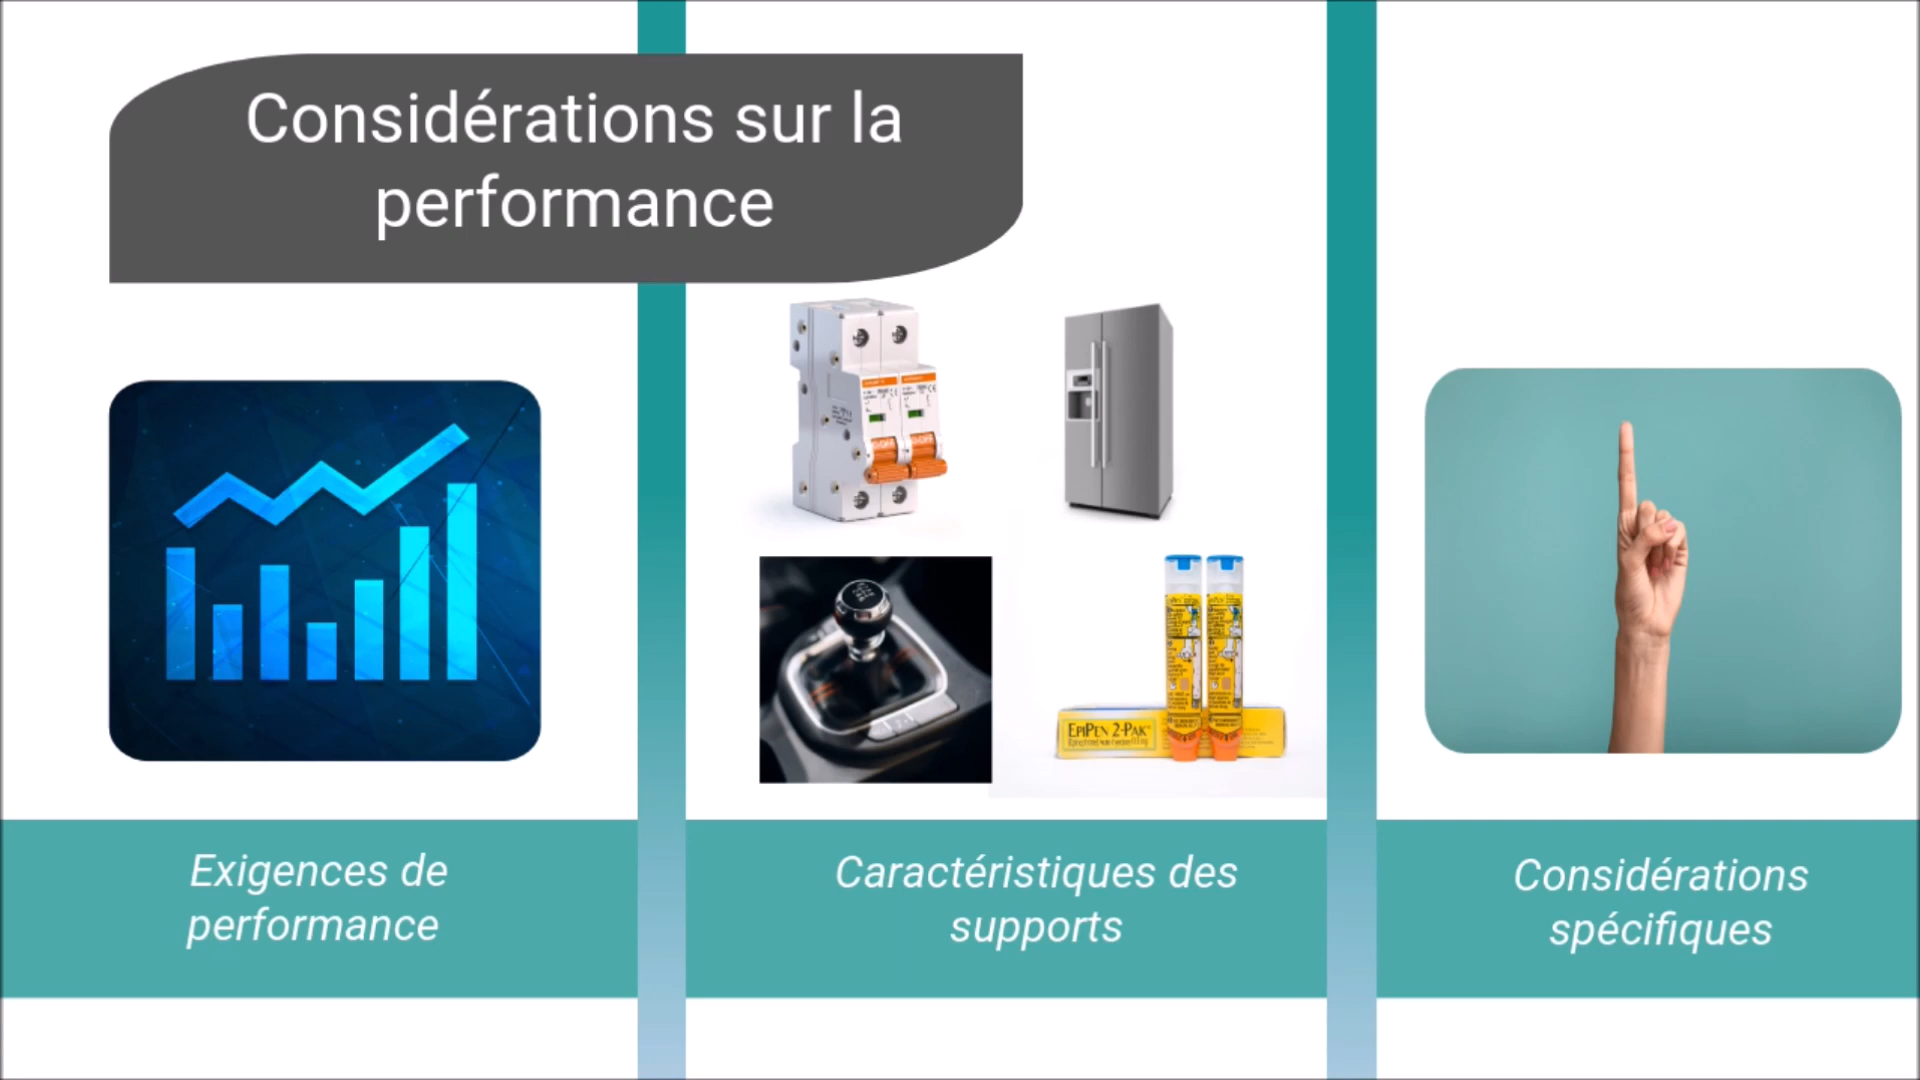 Considérations sur la
performance
EPIPEN 2-PAK
Exigences de
performance
Caractéristiques des
supports
Considérations
spécifiques